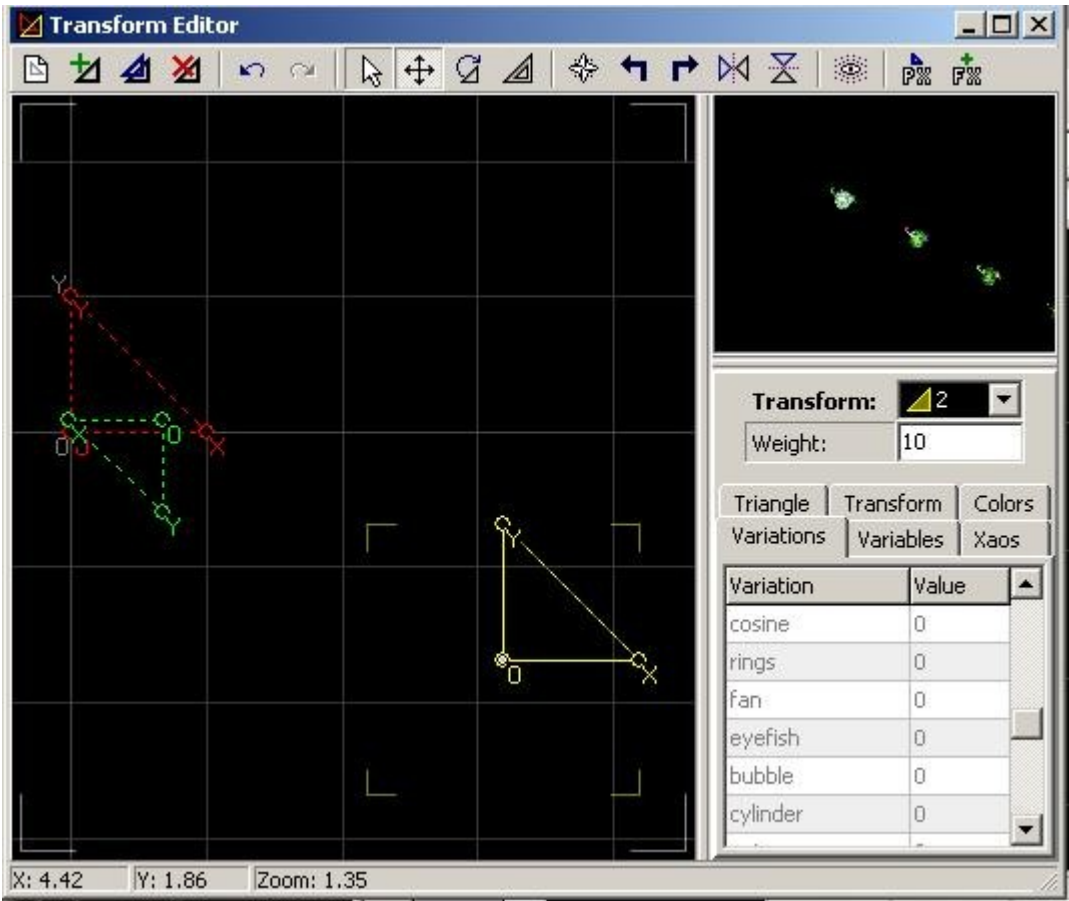 Transform Editor
Y
Y
X
O
O
O
X
Y
Y
O
X
Transform: 2
Weight: 10
Triangle Transform Colors
Variations Variables Xaos
Variation Value
cosine 0
rings 0
fan 0
eyefish 0
bubble 0
cylinder 0
X: 4.42 Y: 1.86 Zoom: 1.35